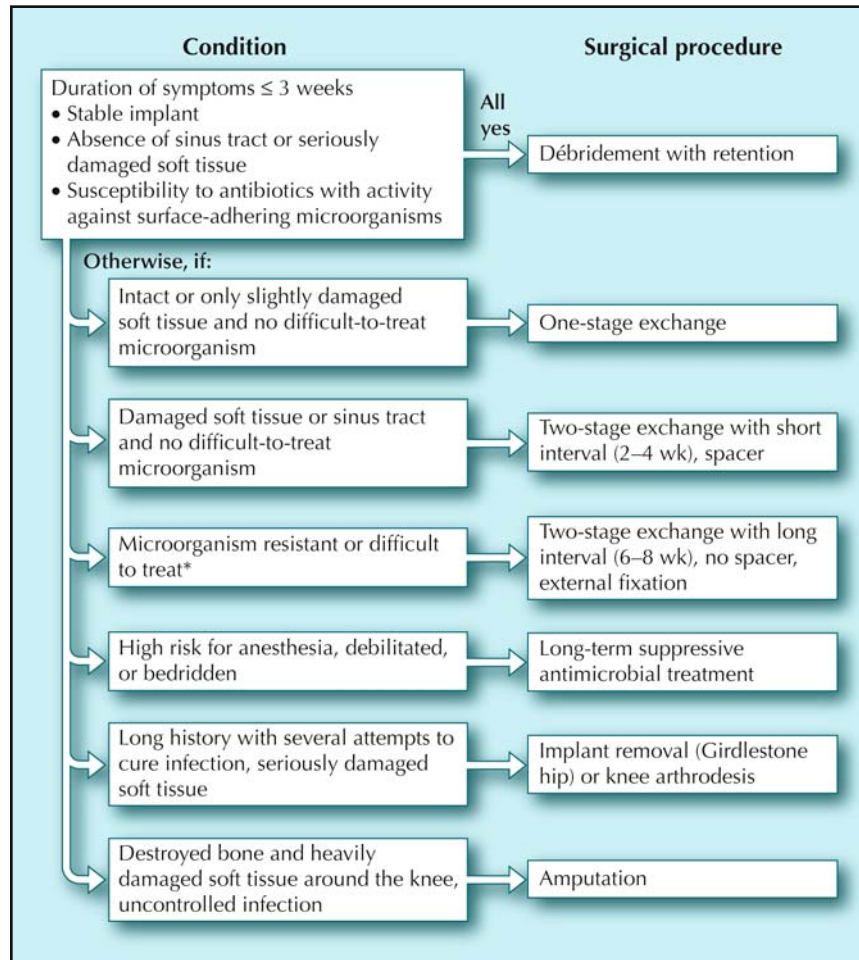 Condition
Surgical procedure
Duration of symptoms ≤ 3 weeks
• Stable implant
• Absence of sinus tract or seriously
damaged soft tissue
• Susceptibility to antibiotics with activity
against surface-adhering microorganisms
All
yes
Débridement with retention
Otherwise, if:
Intact or only slightly damaged
soft tissue and no difficult-to-treat
microorganism
One-stage exchange
Damaged soft tissue or sinus tract
and no difficult-to-treat
microorganism
Two-stage exchange with short
interval (2–4 wk), spacer
Microorganism resistant or difficult
to treat*
Two-stage exchange with long
interval (6–8 wk), no spacer,
external fixation
High risk for anesthesia, debilitated,
or bedridden
Long-term suppressive
antimicrobial treatment
Long history with several attempts to
cure infection, seriously damaged
soft tissue
Implant removal (Girdlestone
hip) or knee arthrodesis
Destroyed bone and heavily
damaged soft tissue around the knee,
uncontrolled infection
Amputation